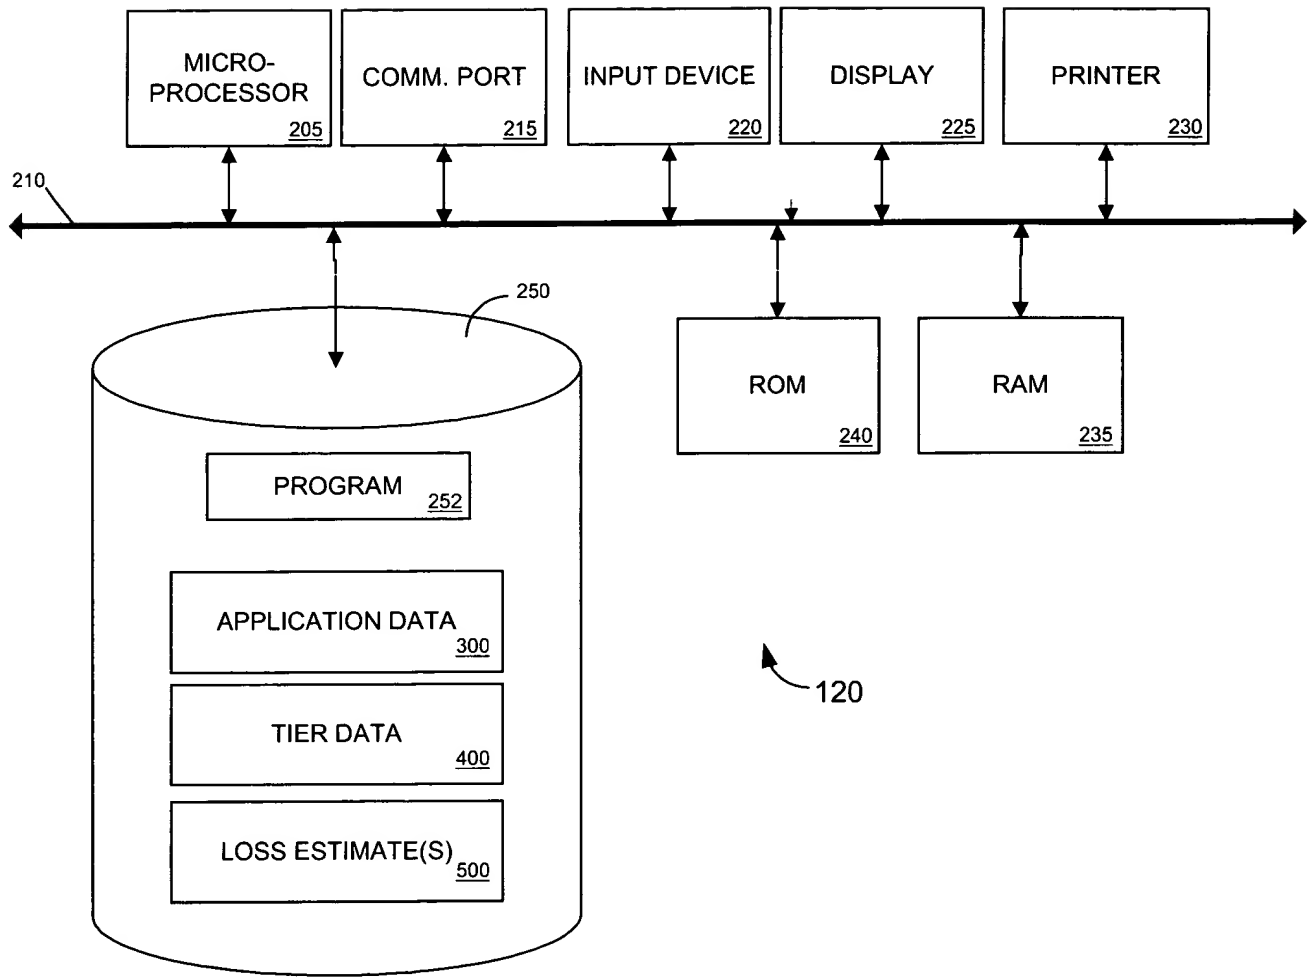 MICRO-
PROCESSOR
205
COMM. PORT
215
INPUT DEVICE
220
DISPLAY
225
PRINTER
230
210
250
ROM
240
RAM
235
PROGRAM
252
APPLICATION DATA
300
TIER DATA
400
LOSS ESTIMATE(S)
500
120